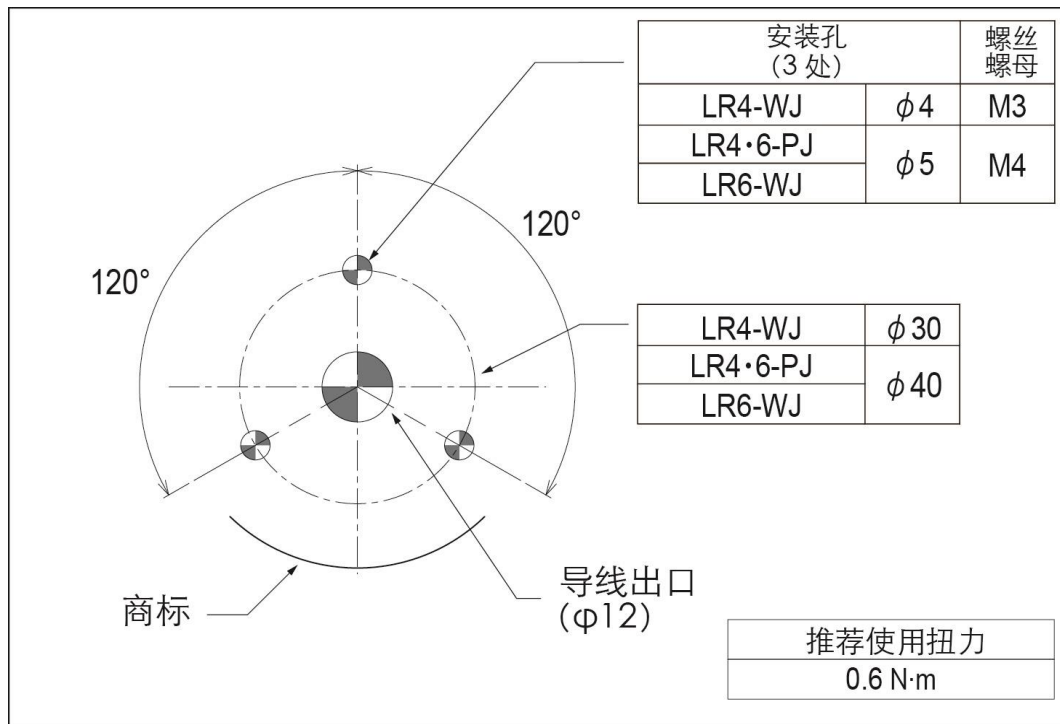 安装孔
(3 处)
螺丝
螺母
LR4-WJ
ϕ4
M3
LR4•6-PJ
ϕ5
M4
LR6-WJ
120°
120°
LR4-WJ
ϕ30
LR4•6-PJ
ϕ40
LR6-WJ
商标
导线出口
(φ12)
推荐使用扭力
0.6 N·m